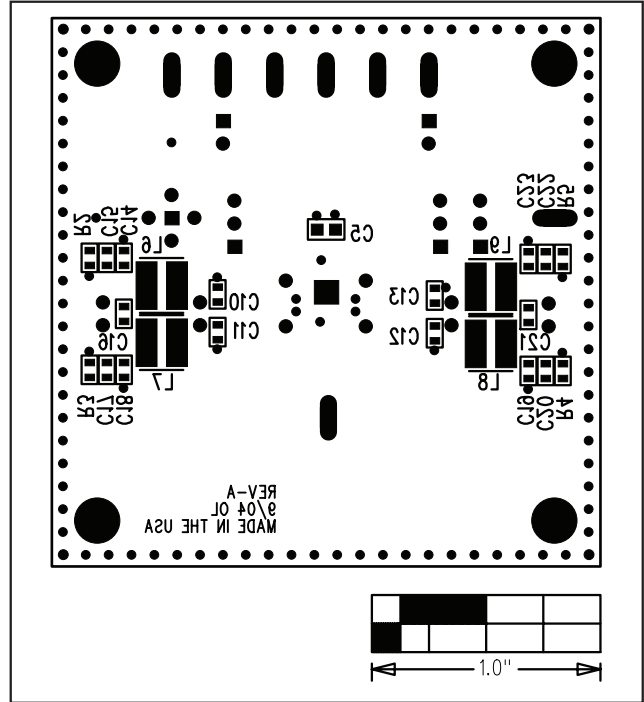 C23
C22
R5
R2
C15
C14
C5
L6
L9
C10
C13
C11
C12
C16
C21
L7
L8
R3
C17
C18
C19
C20
R4
REV-A
9/04 OL
MADE IN THE USA
1.0"